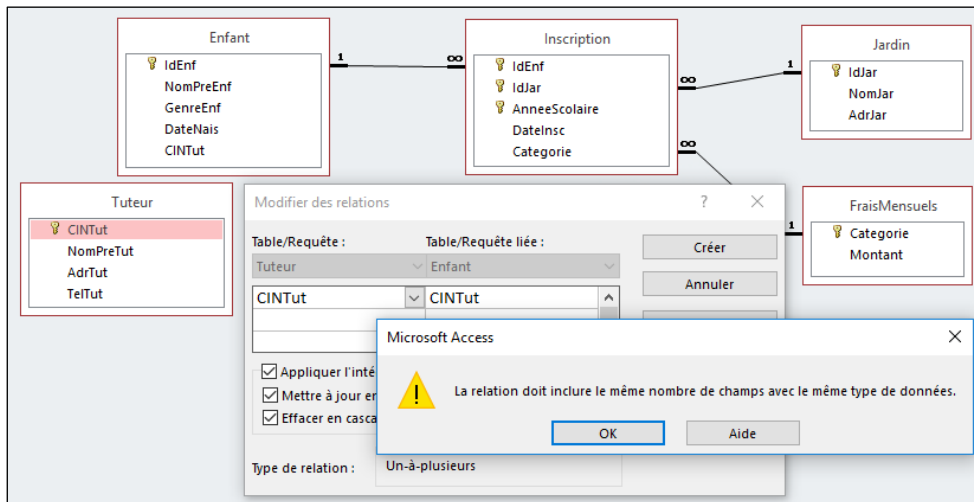 Enfant
IdEnf
NomPreEnf
GenreEnf
DateNais
CINTut
1
∞
Inscription
IdEnf
IdJar
AnneeScolaire
DateInsc
Categorie
∞
∞
1
Jardin
IdJar
NomJar
AdrJar
Tuteur
CINTut
NomPreTut
AdrTut
TelTut
1
FraisMensuels
Categorie
Montant
Modifier des relations
?
Table/Requête : Table/Requête liée :
Tuteur Enfant
CINTut CINTut
Créer
Annuler
Appliquer l'inté
Mettre à jour en
Effacer en casca
Type de relation : Un-à-plusieurs
Microsoft Access
La relation doit inclure le même nombre de champs avec le même type de données.
OK Aide